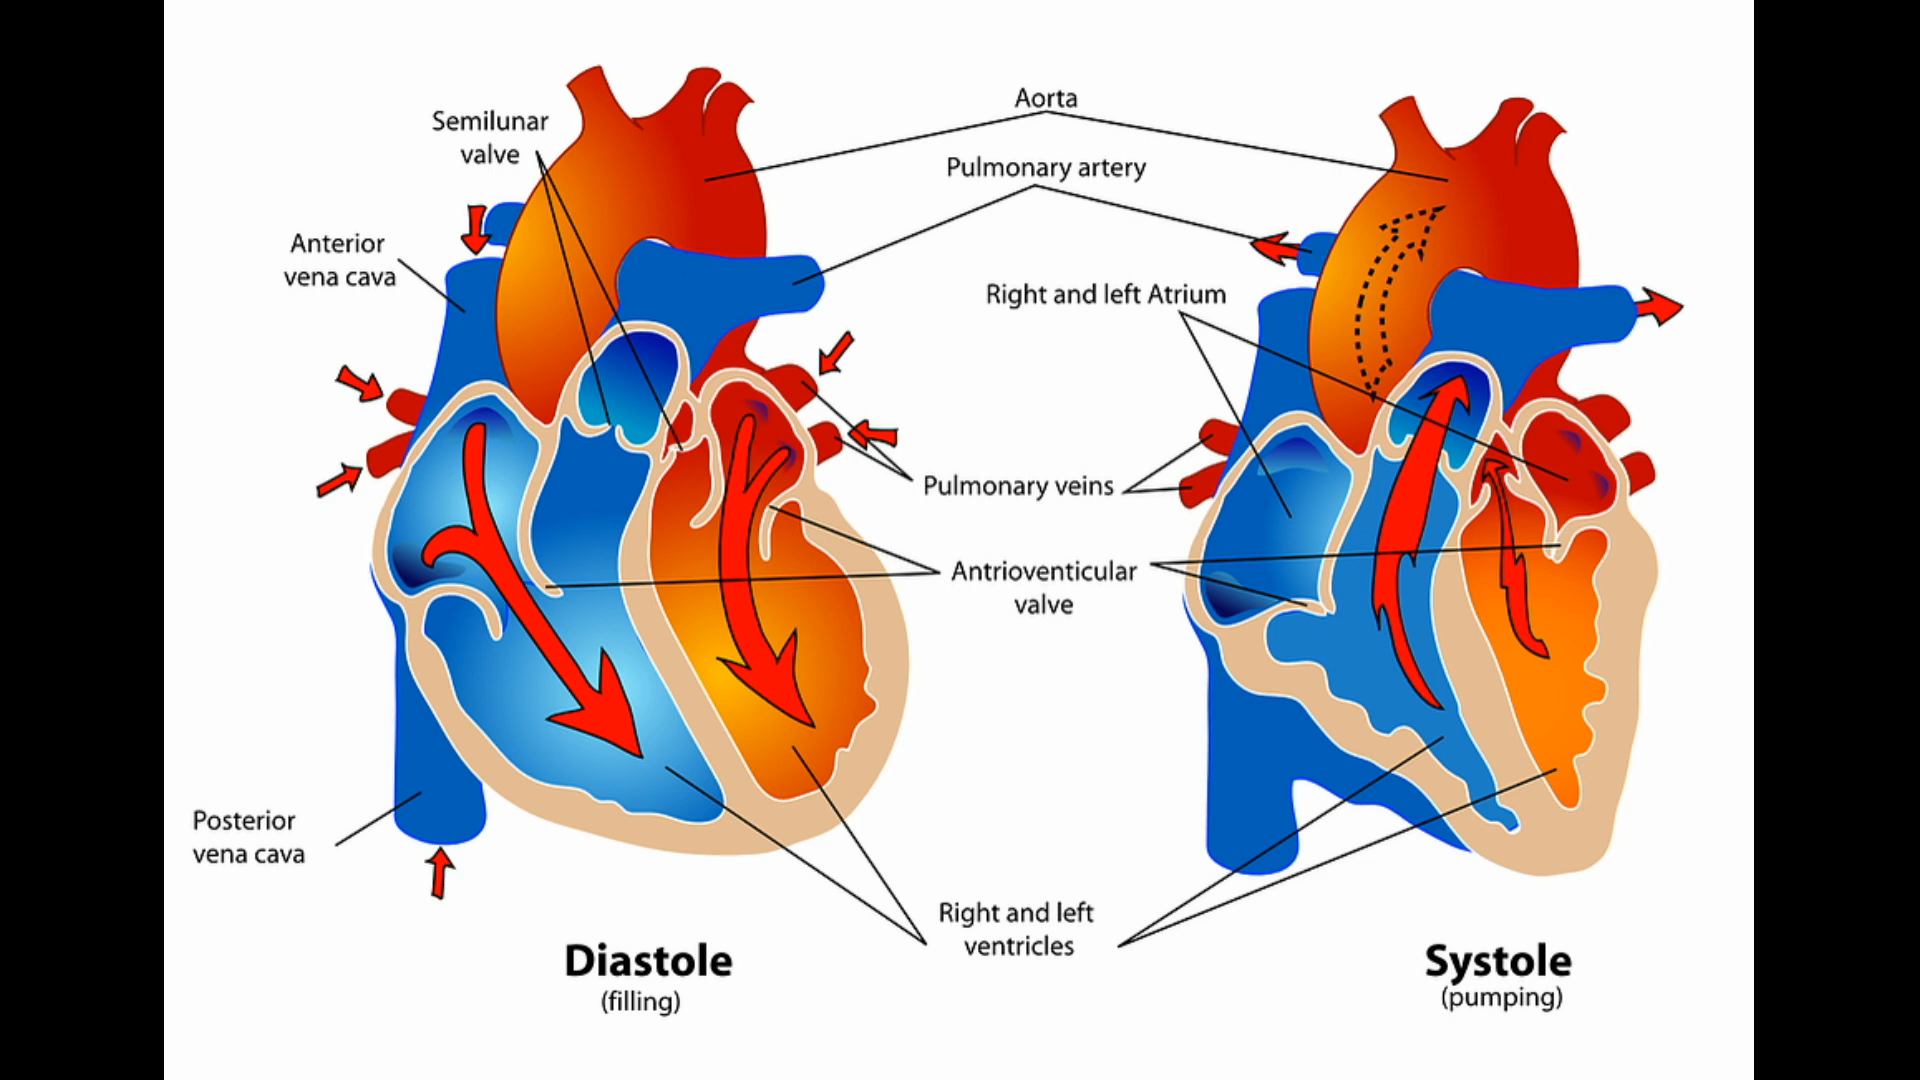 Aorta
Semilunar
valve
Pulmonary artery
Anterior
vena cava
Right and left Atrium
Pulmonary veins
Antrioventicular
valve
Posterior
vena cava
Right and left
ventricles
Diastole
(filling)
Systole
(pumping)